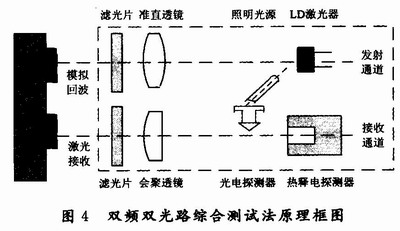 滤光片 准直透镜 照明光源 LD激光器
模拟
回波
发射
通道
激光
接收
接收
通道
滤光片 会聚透镜 光电探测器 热释电探测器
图 4 双频双光路综合测试法原理框图